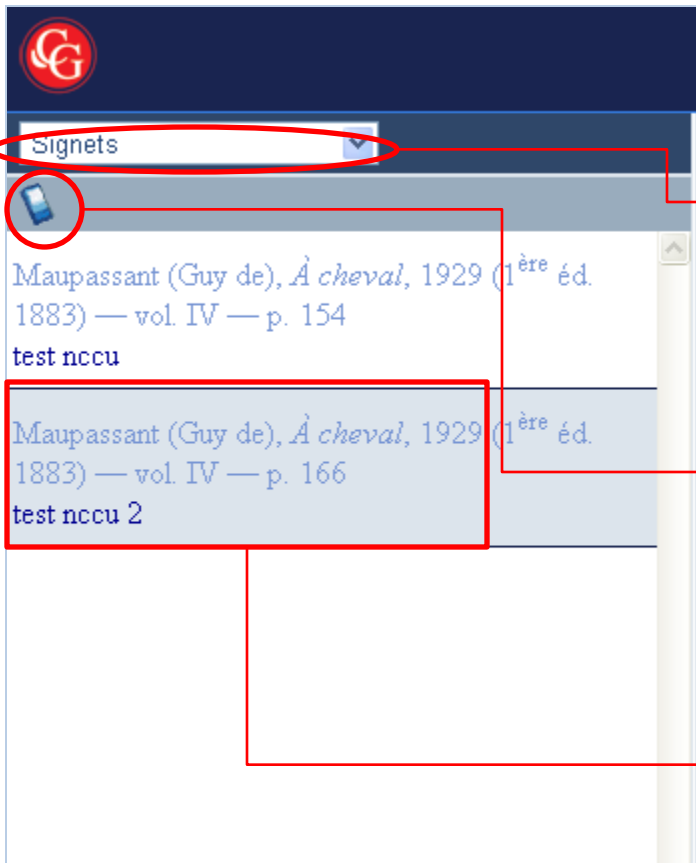 CG
Signets
Maupassant (Guy de), À cheval, 1929 (1ère éd.
1883) — vol. IV — p. 154
test nccu
Maupassant (Guy de), À cheval, 1929 (1ère éd.
1883) — vol. IV — p. 166
test nccu 2